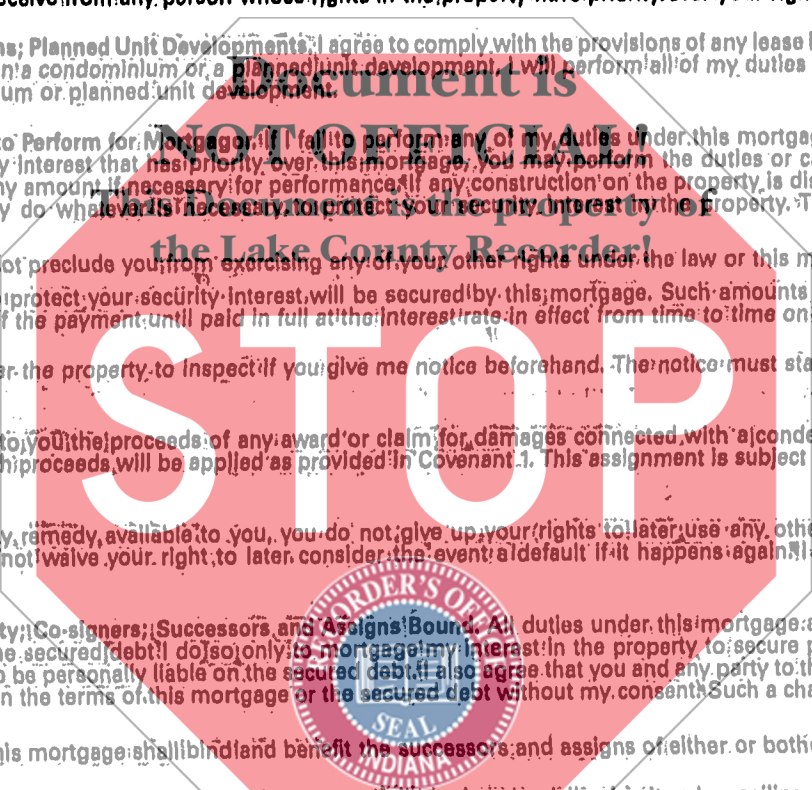 receive from any person whose rights in the property have priority over your rig
ns; Planned Unit Developments. I agree to comply with the provisions of any lease
n a condominium or a planned unit development, I will perform all of my duties
um or planned unit development.
Document is
to Perform for Mortgagor. If I fail to perform any of my duties under this mortga
NOT OFFICIAL!
y interest that has priority over this mortgage, you may perform the duties or c
ny amount if necessary for performance. If any construction on the property is di
This Document is the property of
y do whatever is necessary to protect your security interest in the property. T
the Lake County Recorder!
not preclude you from exercising any of your other rights under the law or this m
protect your security interest will be secured by this mortgage. Such amounts
f the payment until paid in full at the interest rate in effect from time to time on
er the property to inspect if you give me notice beforehand. The notice must sta
STOP
to you the proceeds of any award or claim for damages connected with a conde
h proceeds will be applied as provided in Covenant 1. This assignment is subject
y remedy available to you, you do not give up your rights to later use any othe
not waive your right to later consider the event a default if it happens again.
RECORDER'S OFFICE
ty; Co-signers; Successors and Assigns Bound. All duties under this mortgage a
he secured debt I do so only to mortgage my interest in the property to secure p
o be personally liable on the secured debt. I also agree that you and any party to th
n the terms of this mortgage or the secured debt without my consent. Such a cha
SEAL
INDIANA
his mortgage shall bind and benefit the successors and assigns of either or both